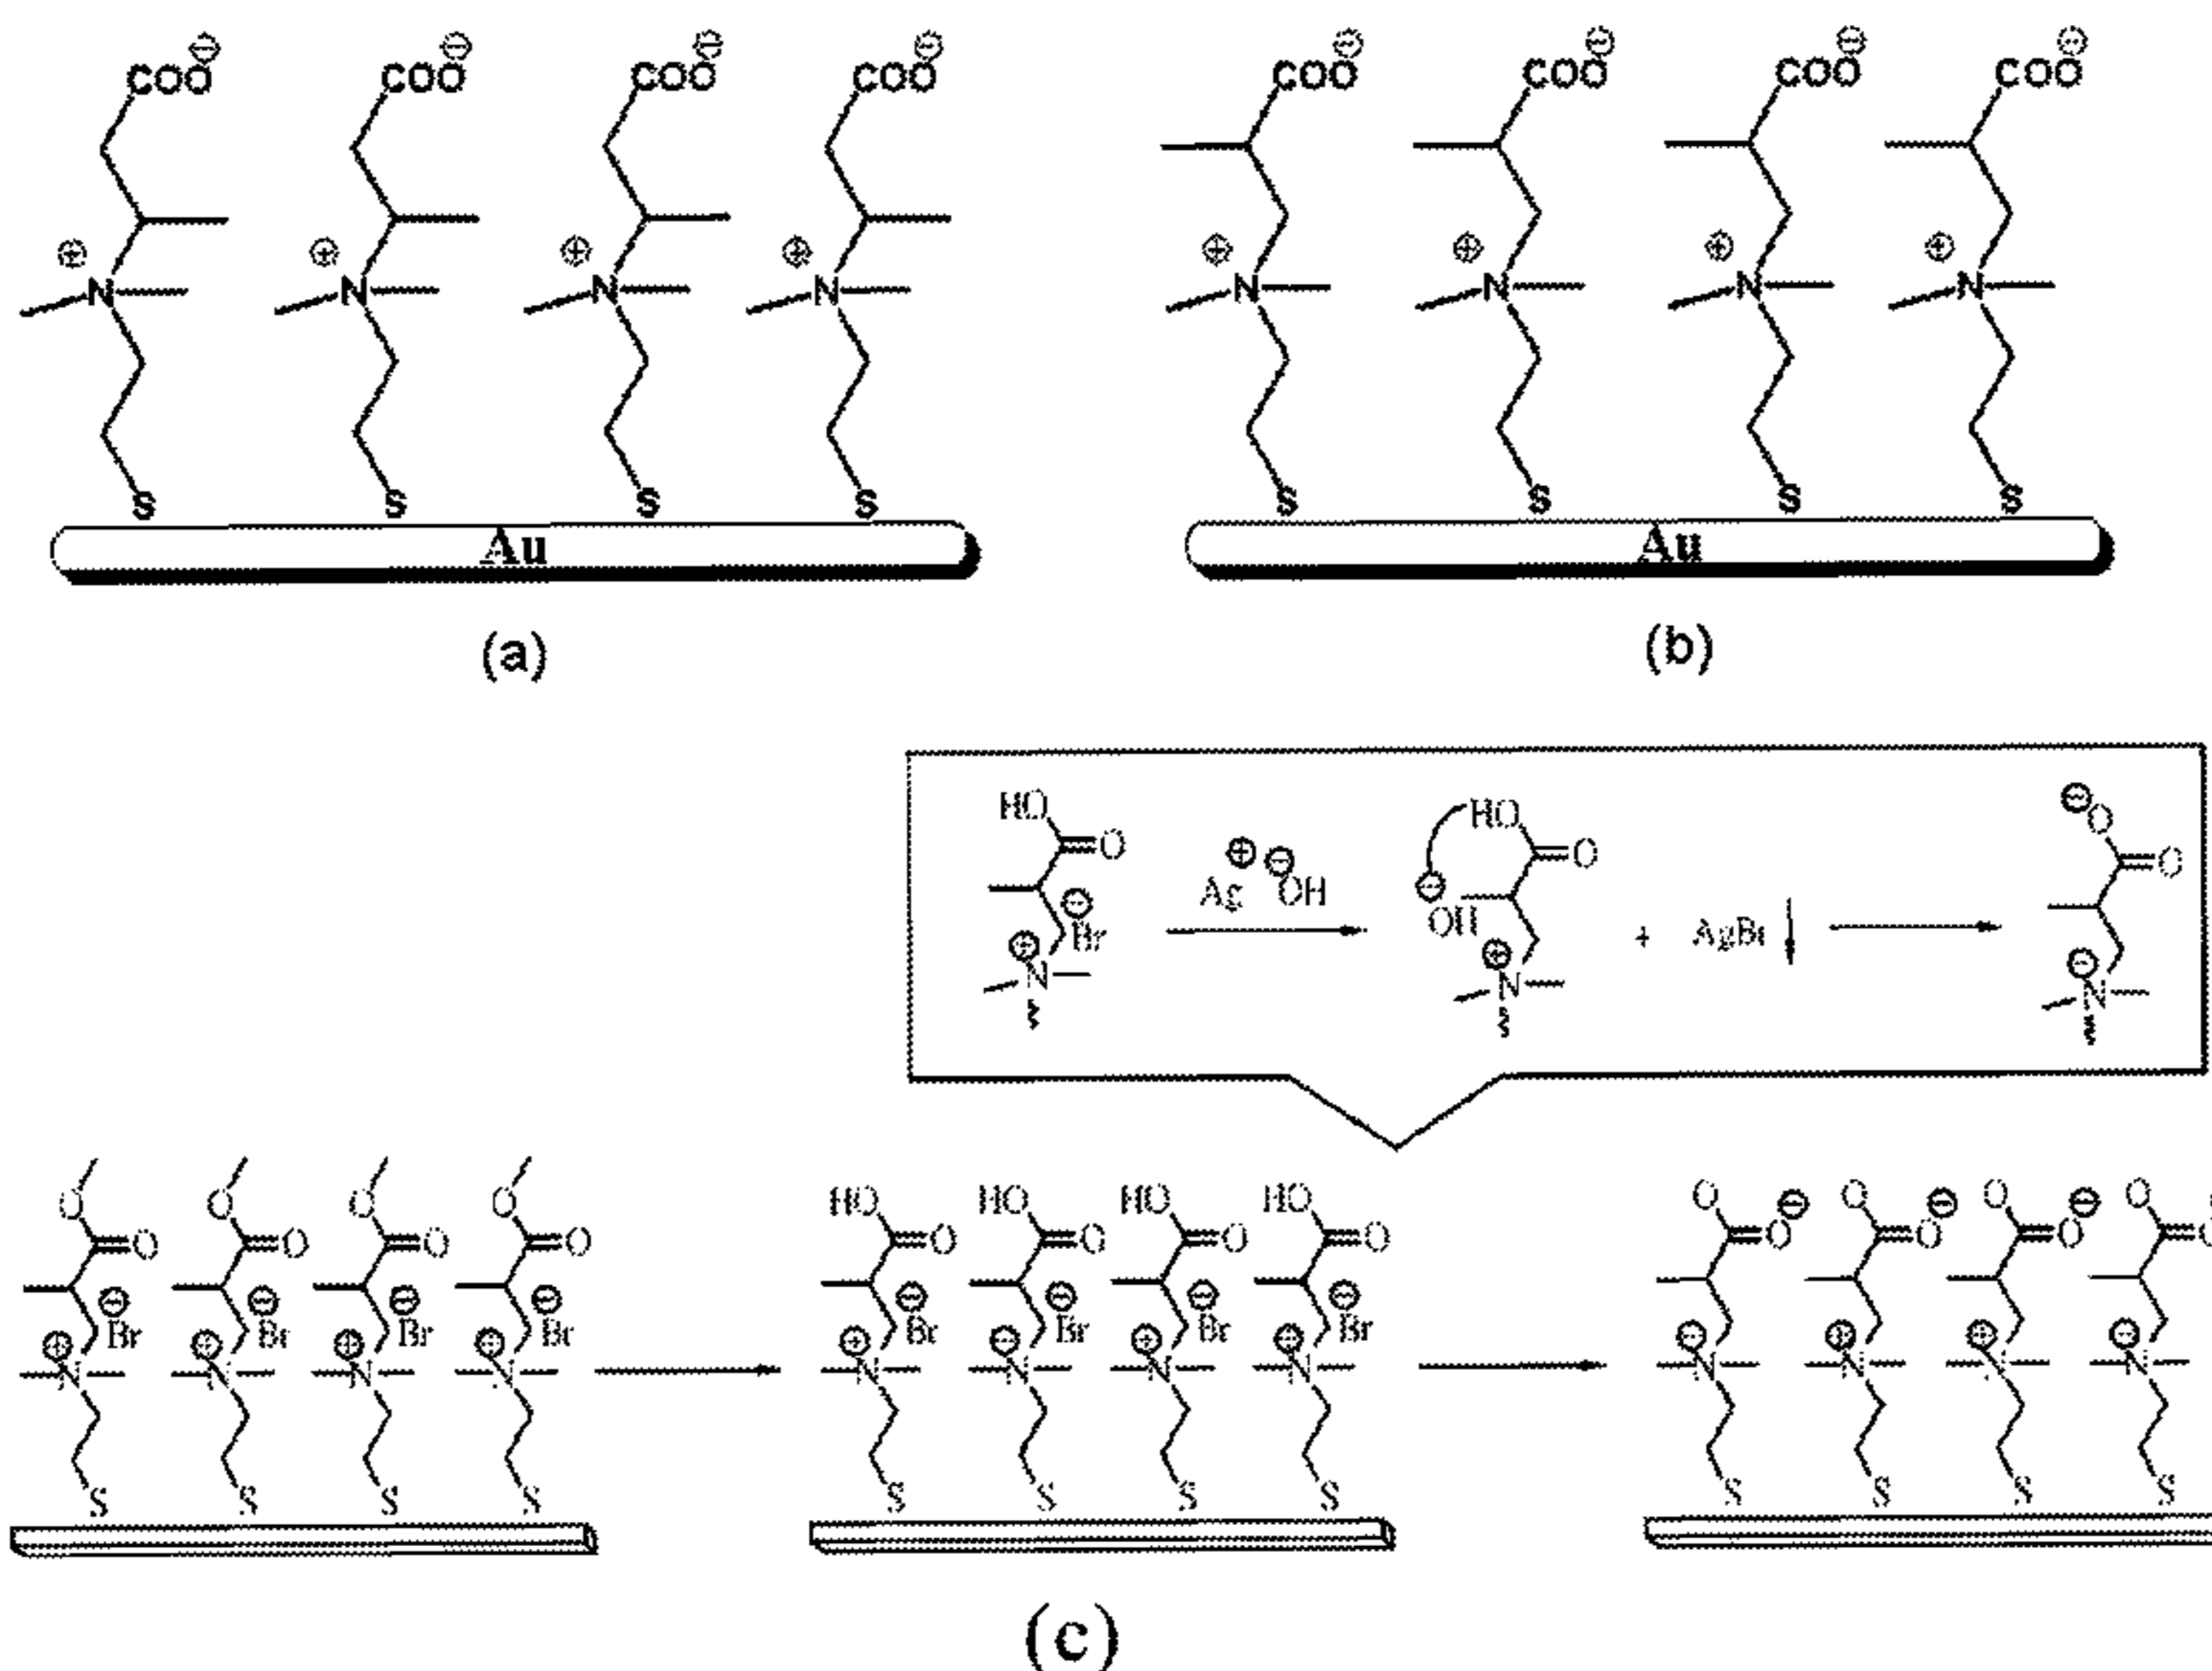 COO⊖ COO⊖ COO⊖ COO⊖ COO⊖ COO⊖ COO⊖ COO⊖
⊕ ⊕ ⊕ ⊕ ⊕ ⊕ ⊕ ⊕
N N N N N N N N
S S S S S S S S
Au Au
(a) (b)
HO HO ⊖O
O Ag⊕ ⊖OH O O
⊖ ⊖
Br OH + AgBr
⊕ ⊕ ⊖
N N N
O O O O HO HO HO HO O O⊖ O O⊖ O O⊖ O O
O O O O O O O O
⊖ ⊖ ⊖ ⊖ ⊖ ⊖ ⊖ ⊖
Br Br Br Br Br Br Br Br
⊕ ⊕ ⊕ ⊕ ⊕ ⊖ ⊕ ⊕ ⊖ ⊕ ⊕ ⊖
N N N N N N N N N N N N
S S S S S S S S S S S S
(c)